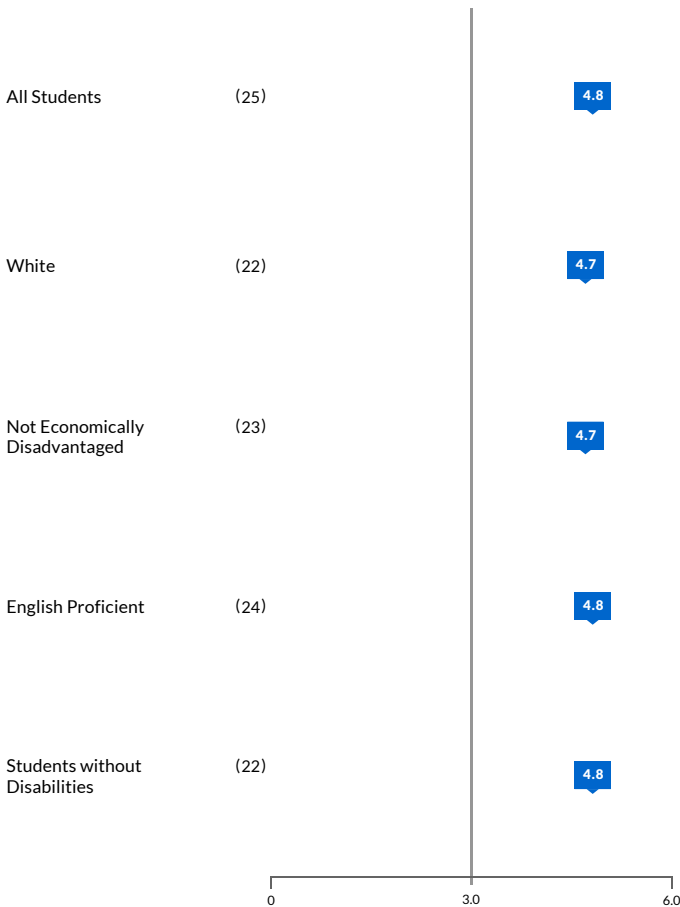 All Students (25) 4.8
White (22) 4.7
Not Economically (23) 4.7
Disadvantaged
English Proficient (24) 4.8
Students without (22) 4.8
Disabilities
0 3.0 6.0